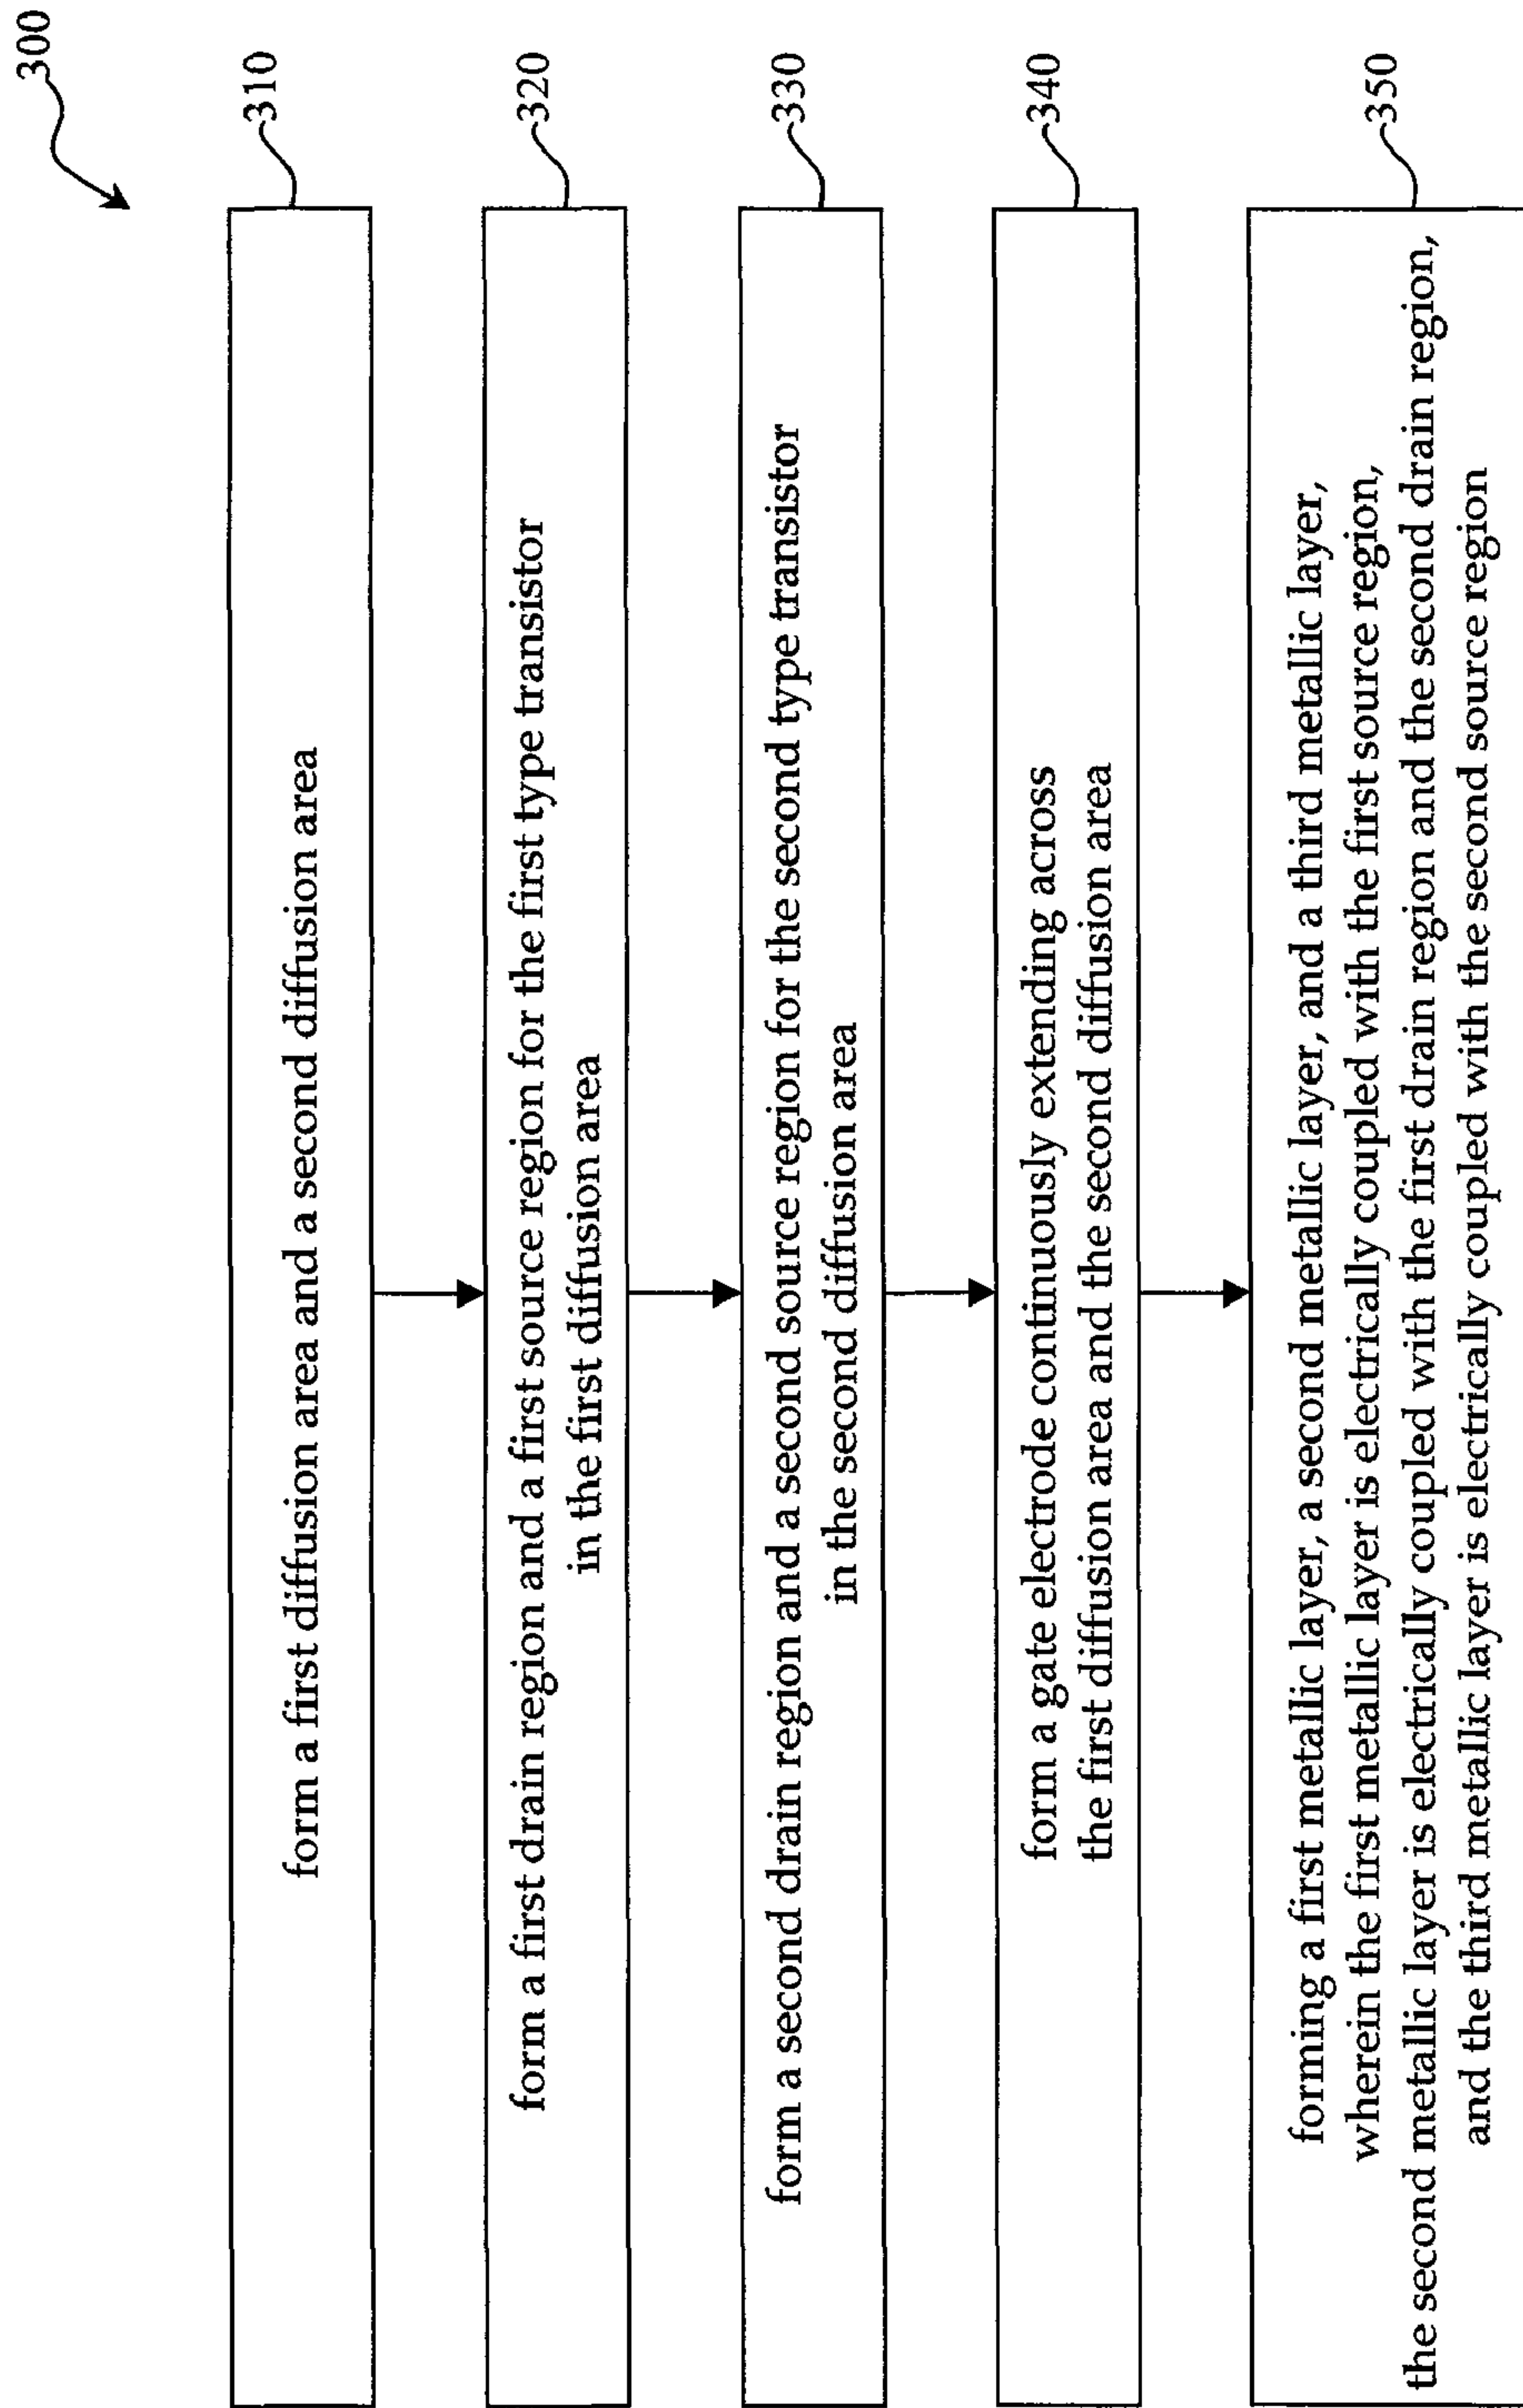 300
310
form a first diffusion area and a second diffusion area
320
form a first drain region and a first source region for the first type transistor
in the first diffusion area
330
form a second drain region and a second source region for the second type transistor
in the second diffusion area
340
form a gate electrode continuously extending across
the first diffusion area and the second diffusion area
350
forming a first metallic layer, a second metallic layer, and a third metallic layer,
wherein the first metallic layer is electrically coupled with the first source region,
the second metallic layer is electrically coupled with the first drain region and the second drain region,
and the third metallic layer is electrically coupled with the second source region